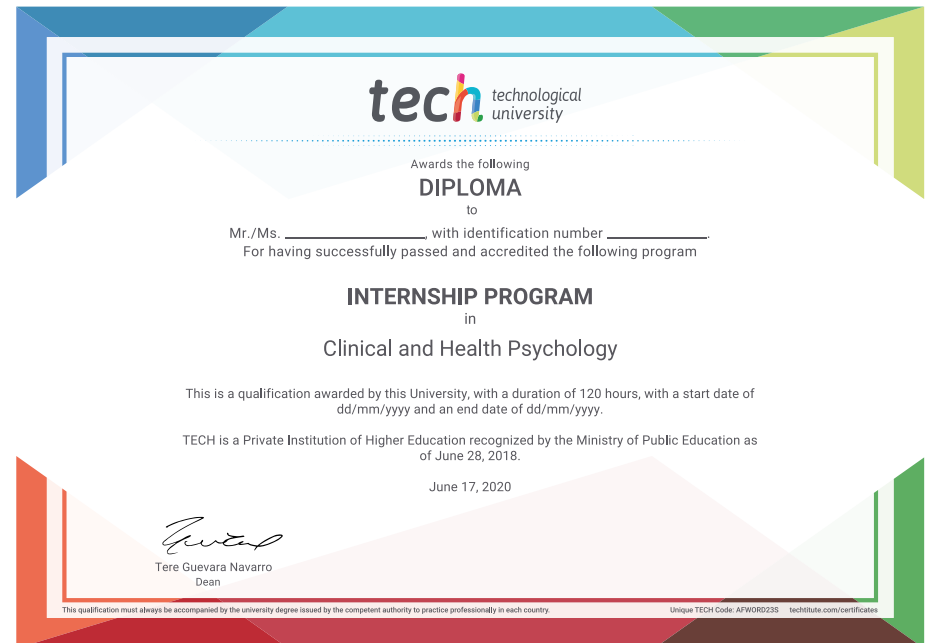 tech technological
university
Awards the following
DIPLOMA
to
Mr./Ms. ____________________, with identification number ______________.
For having successfully passed and accredited the following program
INTERNSHIP PROGRAM
in
Clinical and Health Psychology
This is a qualification awarded by this University, with a duration of 120 hours, with a start date of
dd/mm/yyyy and an end date of dd/mm/yyyy.
TECH is a Private Institution of Higher Education recognized by the Ministry of Public Education as
of June 28, 2018.
June 17, 2020
Tere Guevara Navarro
Dean
This qualification must always be accompanied by the university degree issued by the competent authority to practice professionally in each country. Unique TECH Code: AFWORD23S techtitute.com/certificates